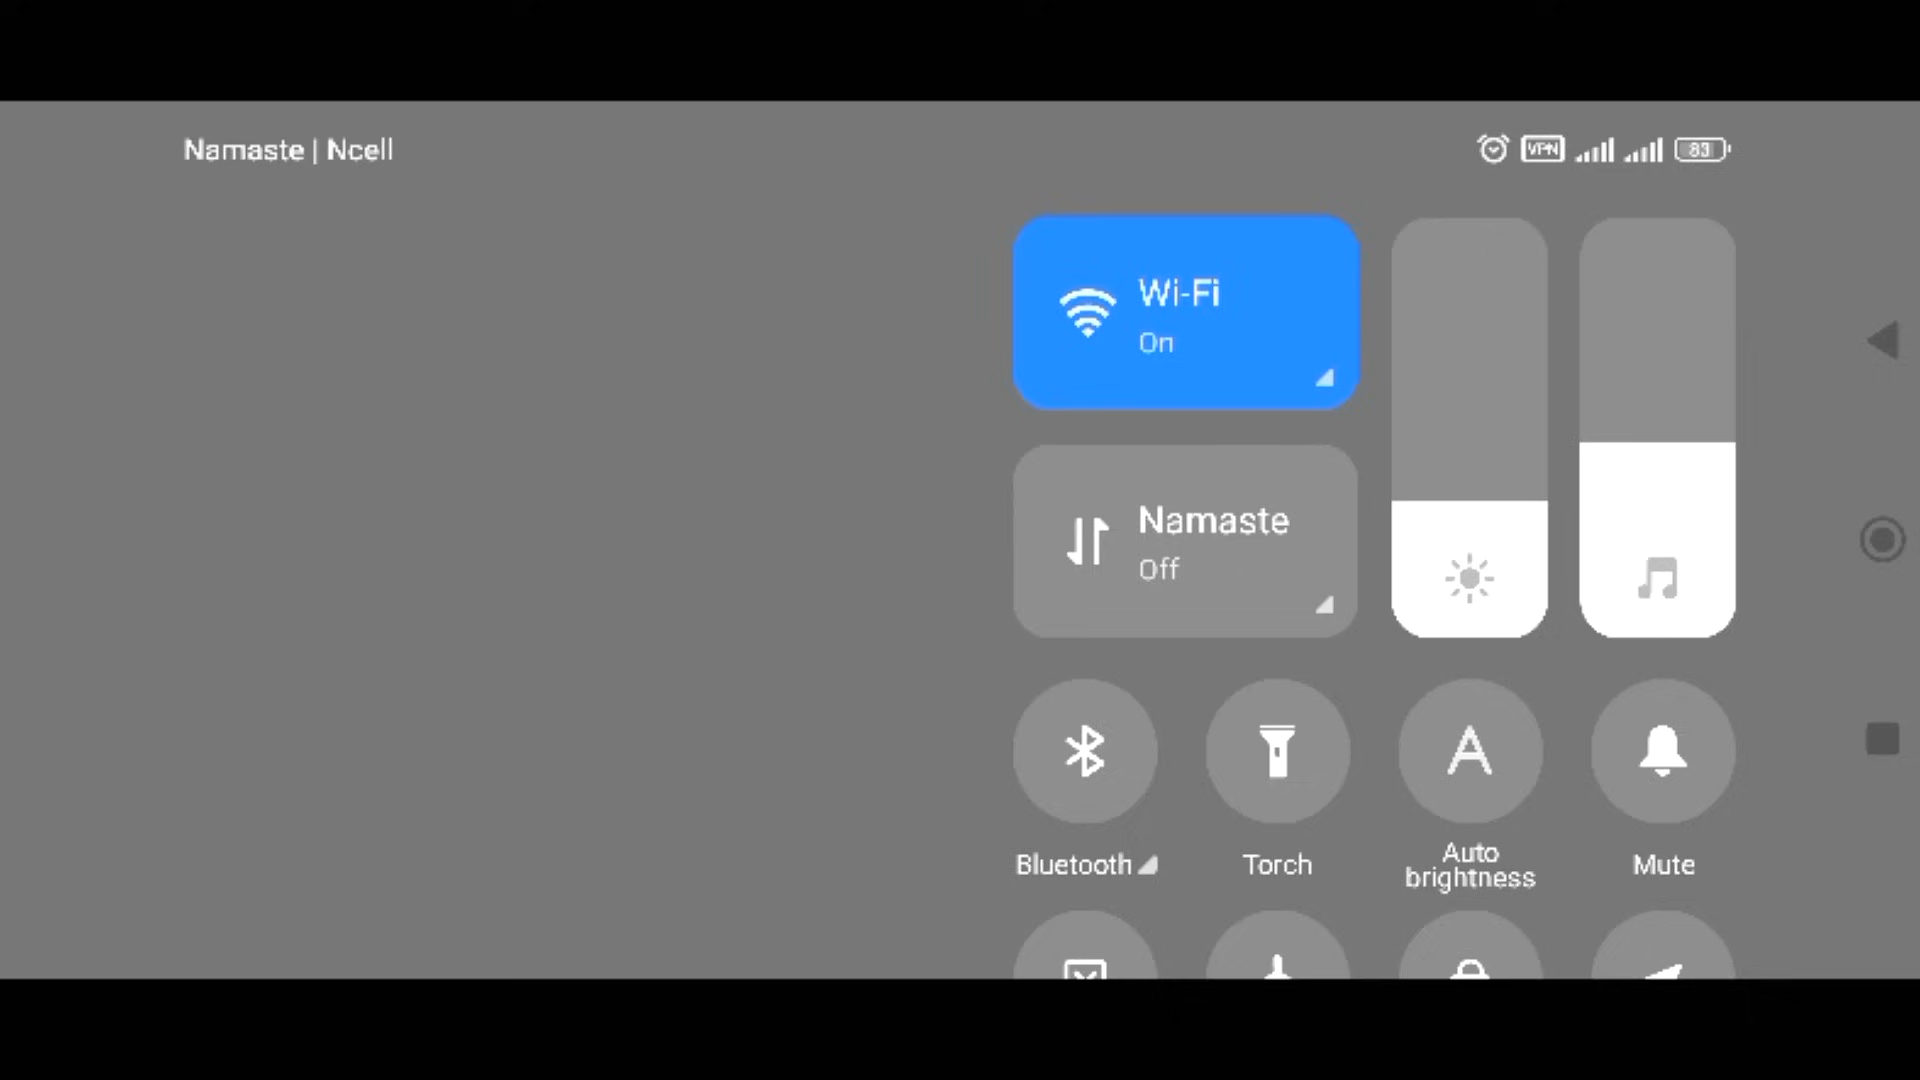 Namaste | Ncell
VPN
83
Wi-Fi
On
Namaste
Off
Bluetooth
Torch
A
Auto
brightness
Mute